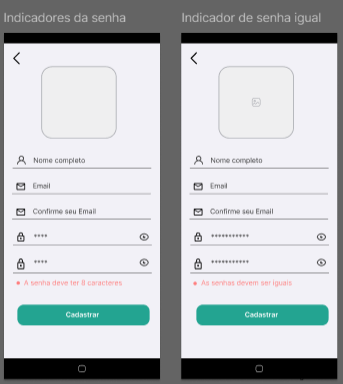 Indicadores da senha
Nome completo
Email
Confirme seu Email
****
****
A senha deve ter 8 caracteres
Cadastrar
Indicador de senha igual
Nome completo
Email
Confirme seu Email
***********
***********
As senhas devem ser iguais
Cadastrar